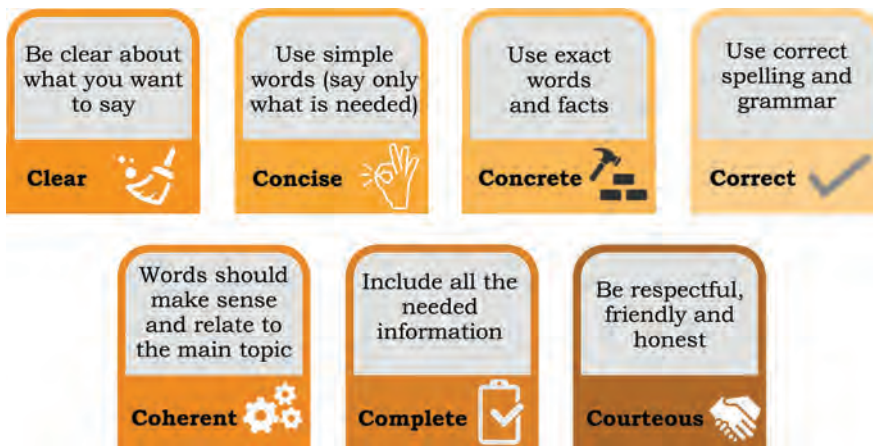 Be clear about
what you want
to say
Clear
Use simple
words (say only
what is needed)
Concise
Use exact
words
and facts
Concrete
Use correct
spelling and
grammar
Correct
Words should
make sense
and relate to
the main topic
Coherent
Include all the
needed
information
Complete
Be respectful,
friendly and
honest
Courteous